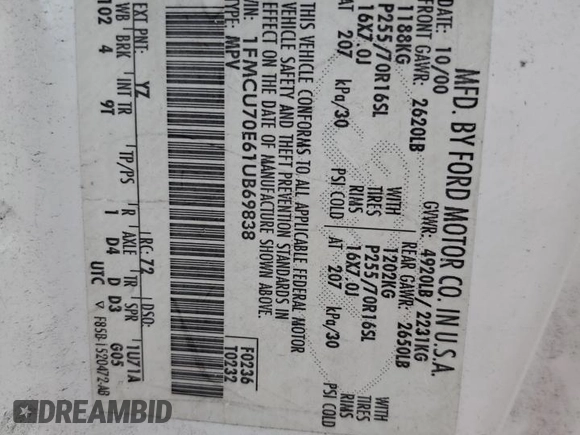 MFD. BY FORD MOTOR CO. IN U.S.A.
DATE: 10/00 GVWR: 4920LB/ 2231KG
FRONT GAWR: 2620LB REAR GAWR: 2650LB
1188KG WITH 1202KG WITH
P255/70R16SL TIRES P255/70R16SL TIRES
16X7.0J RIMS 16X7.0J RIMS
AT 207 kPa/30 PSI COLD AT 207 kPa/30 PSI COLD
THIS VEHICLE CONFORMS TO ALL APPLICABLE FEDERAL MOTOR
VEHICLE SAFETY AND THEFT PREVENTION STANDARDS IN
EFFECT ON THE DATE OF MANUFACTURE SHOWN ABOVE.
VIN: 1FMCU70E61UB69838 F0236
TYPE: MPV T0232
EXT PNT: YZ RC: 72 DSO:
WB BRK INT TR TP/PS R AXLE TR SPR 1U71A
102 4 9T 1 D4 D D3 G05
UTC F85B-1520472-AB
DREAMBID